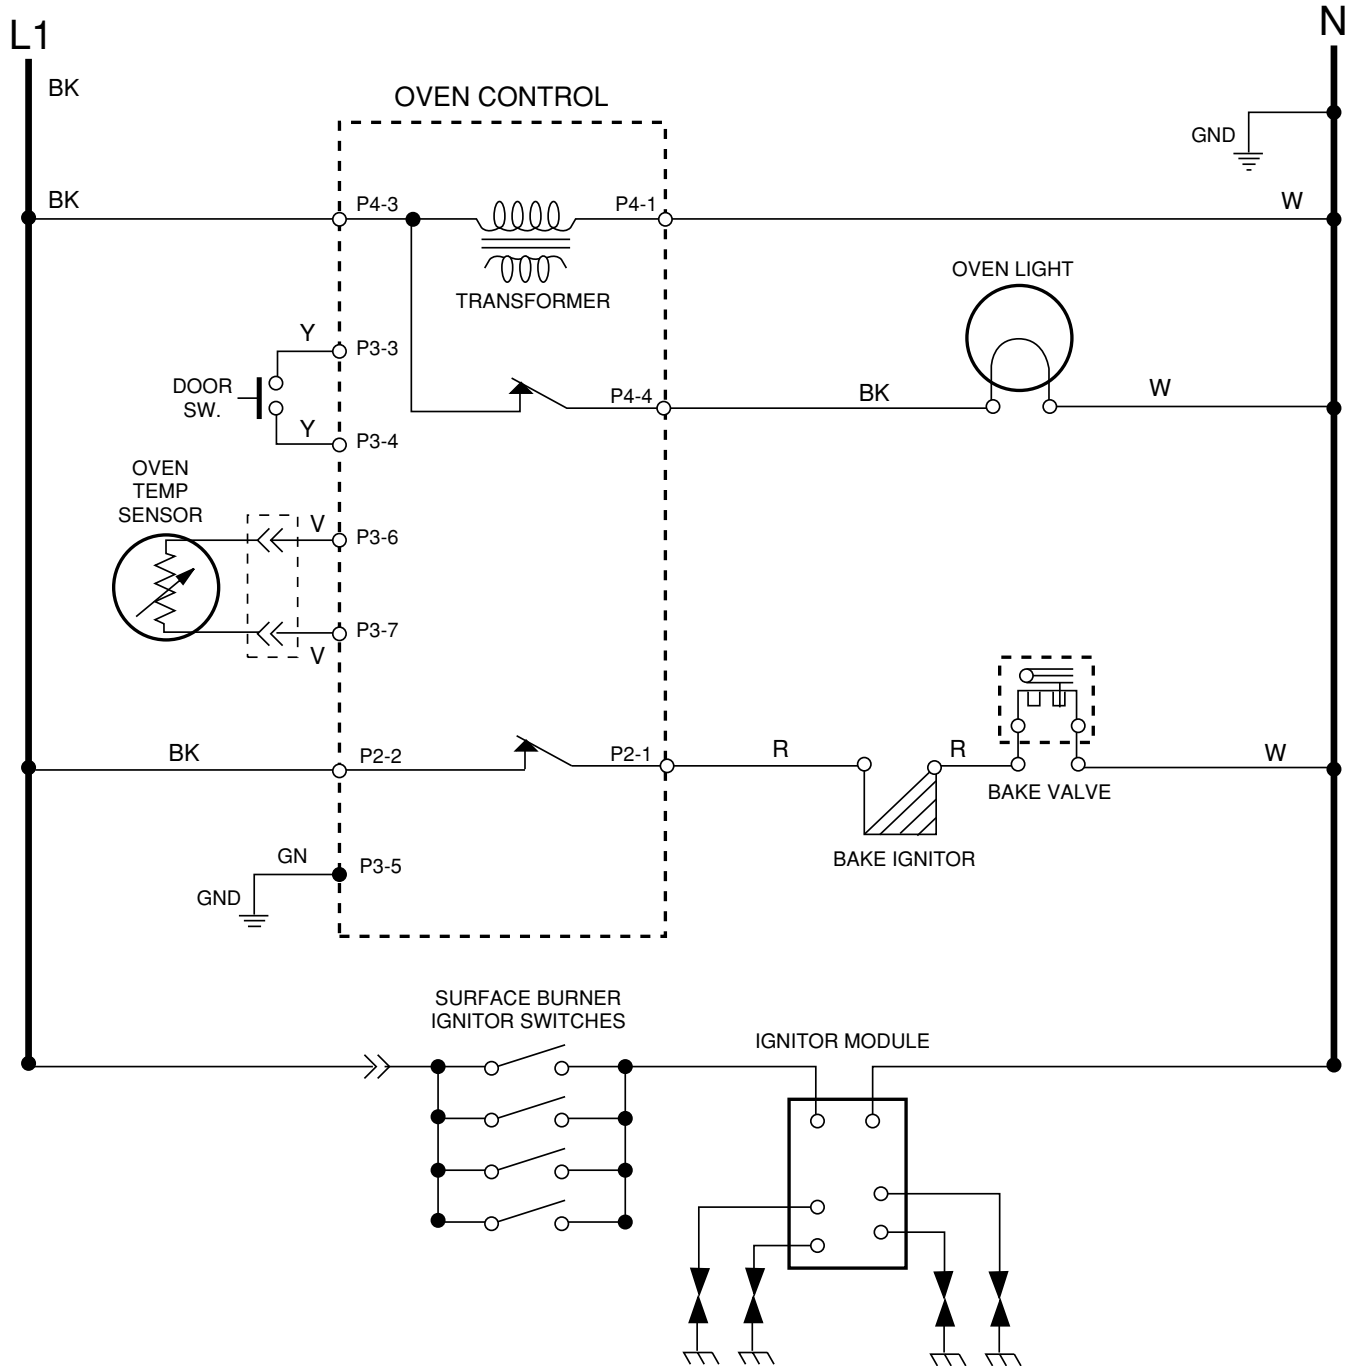 L1
N
BK
OVEN CONTROL
GND
BK
P4-3
P4-1
W
TRANSFORMER
OVEN LIGHT
Y
P3-3
DOOR
SW.
P4-4
BK
W
Y
P3-4
OVEN
TEMP
SENSOR
V
P3-6
P3-7
V
BK
P2-2
P2-1
R
R
W
BAKE VALVE
BAKE IGNITOR
GN
P3-5
GND
SURFACE BURNER
IGNITOR SWITCHES
IGNITOR MODULE